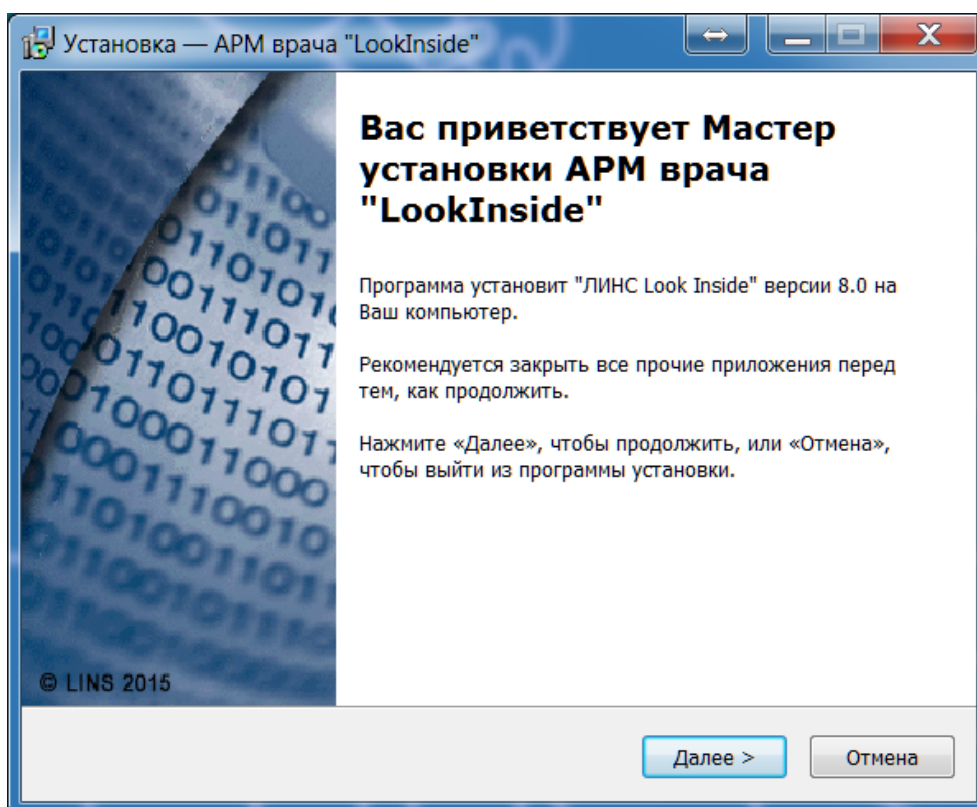 Установка — АРМ врача "LookInside"
Вас приветствует Мастер
установки АРМ врача
"LookInside"
Программа установит "ЛИНС Look Inside" версии 8.0 на
Ваш компьютер.
Рекомендуется закрыть все прочие приложения перед
тем, как продолжить.
Нажмите «Далее», чтобы продолжить, или «Отмена»,
чтобы выйти из программы установки.
© LINS 2015
Далее >
Отмена